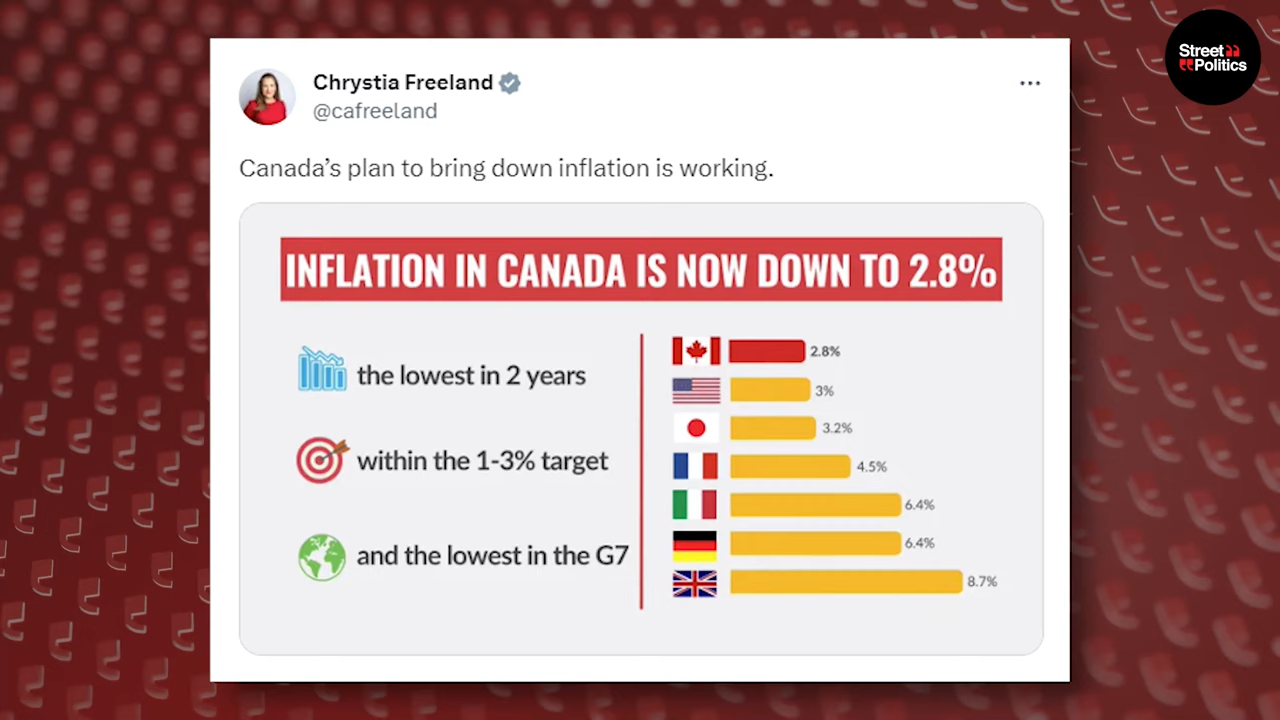 Street
Politics
Chrystia Freeland
@cafreeland
Canada’s plan to bring down inflation is working.
INFLATION IN CANADA IS NOW DOWN TO 2.8%
the lowest in 2 years
within the 1-3% target
and the lowest in the G7
2.8%
3%
3.2%
4.5%
6.4%
6.4%
8.7%